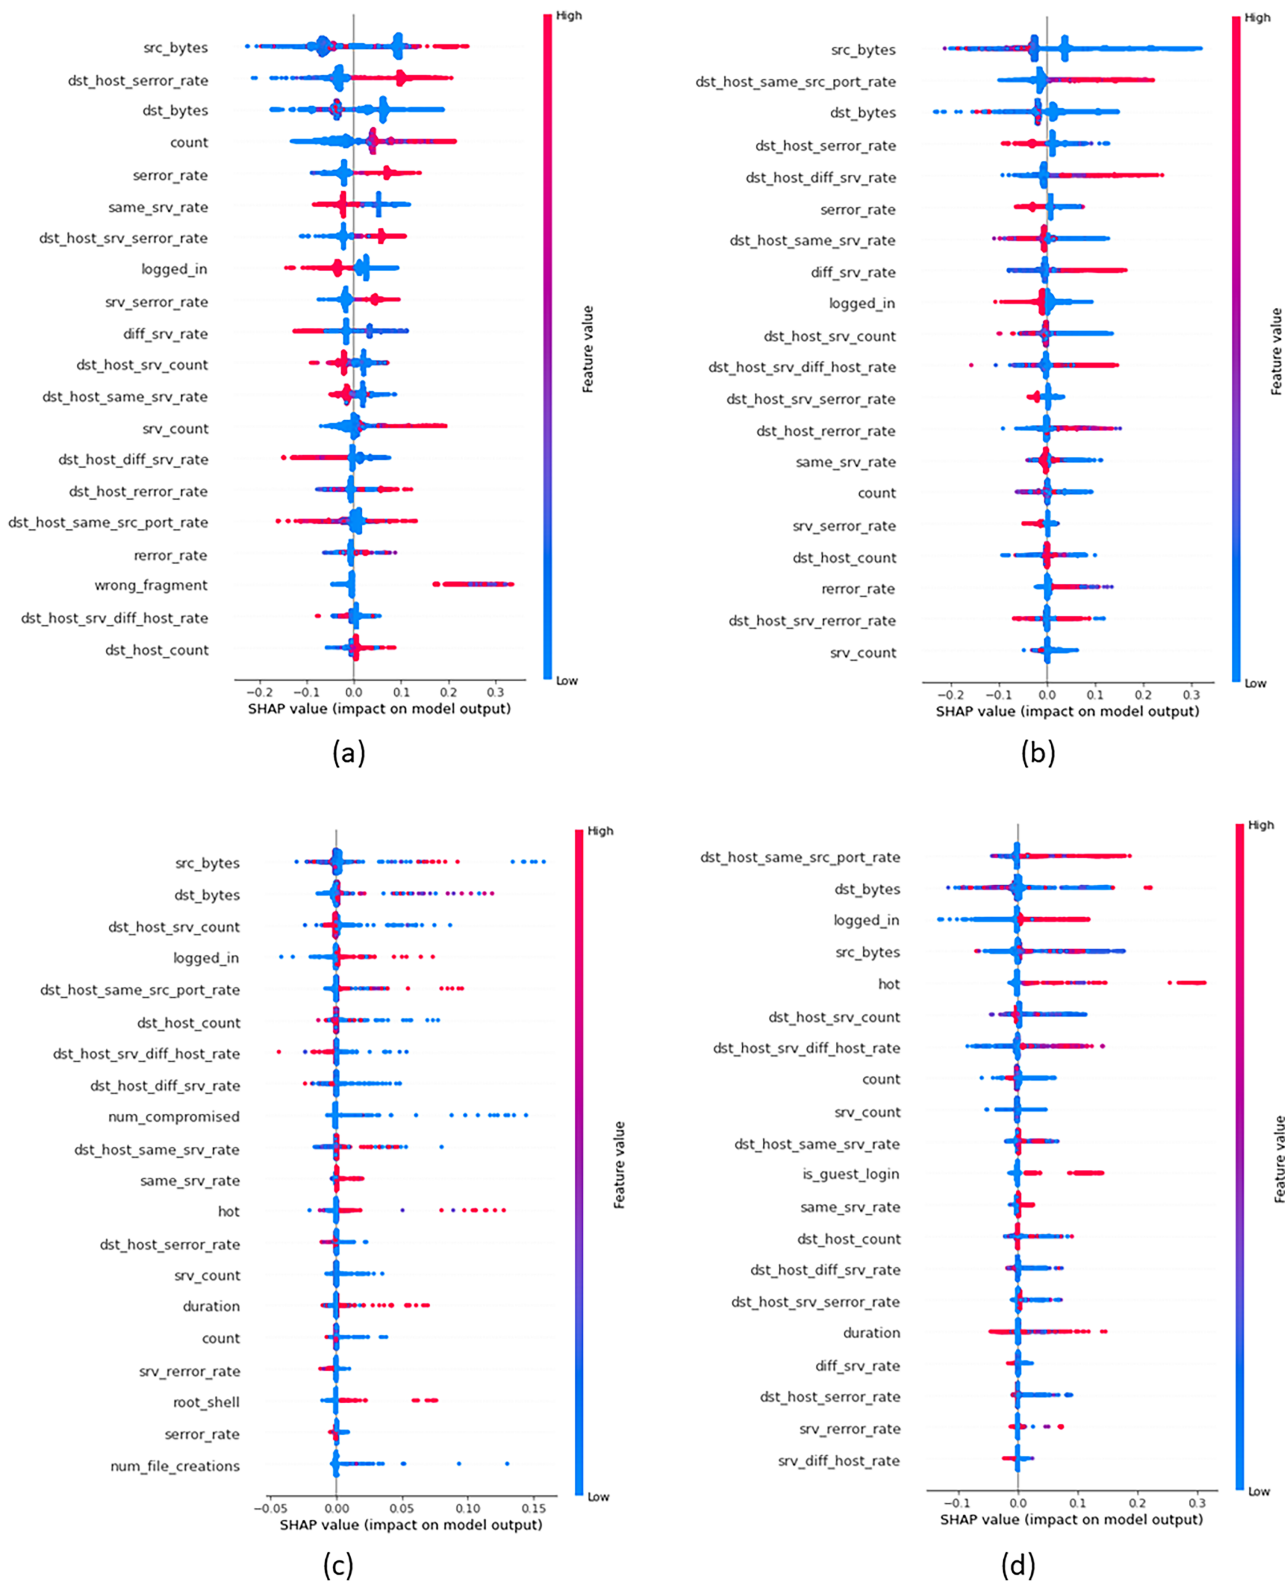 High
src_bytes
dst_host_serror_rate
dst_bytes
count
serror_rate
same_srv_rate
dst_host_srv_serror_rate
logged_in
srv_serror_rate
diff_srv_rate
dst_host_srv_count
dst_host_same_srv_rate
srv_count
dst_host_diff_srv_rate
dst_host_rerror_rate
dst_host_same_src_port_rate
rerror_rate
wrong_fragment
dst_host_srv_diff_host_rate
dst_host_count
Feature value
Low
−0.2 −0.1 0.0 0.1 0.2 0.3
SHAP value (impact on model output)
(a)
High
src_bytes
dst_host_same_src_port_rate
dst_bytes
dst_host_serror_rate
dst_host_diff_srv_rate
serror_rate
dst_host_same_srv_rate
diff_srv_rate
logged_in
dst_host_srv_count
dst_host_srv_diff_host_rate
dst_host_srv_serror_rate
dst_host_rerror_rate
same_srv_rate
count
srv_serror_rate
dst_host_count
rerror_rate
dst_host_srv_rerror_rate
srv_count
Feature value
Low
−0.2 −0.1 0.0 0.1 0.2 0.3
SHAP value (impact on model output)
(b)
High
src_bytes
dst_bytes
dst_host_srv_count
logged_in
dst_host_same_src_port_rate
dst_host_count
dst_host_srv_diff_host_rate
dst_host_diff_srv_rate
num_compromised
dst_host_same_srv_rate
same_srv_rate
hot
dst_host_serror_rate
srv_count
duration
count
srv_rerror_rate
root_shell
serror_rate
num_file_creations
Feature value
Low
−0.05 0.00 0.05 0.10 0.15
SHAP value (impact on model output)
(c)
High
dst_host_same_src_port_rate
dst_bytes
logged_in
src_bytes
hot
dst_host_srv_count
dst_host_srv_diff_host_rate
count
srv_count
dst_host_same_srv_rate
is_guest_login
same_srv_rate
dst_host_count
dst_host_diff_srv_rate
dst_host_srv_serror_rate
duration
diff_srv_rate
dst_host_serror_rate
srv_rerror_rate
srv_diff_host_rate
Feature value
Low
−0.1 0.0 0.1 0.2 0.3
SHAP value (impact on model output)
(d)